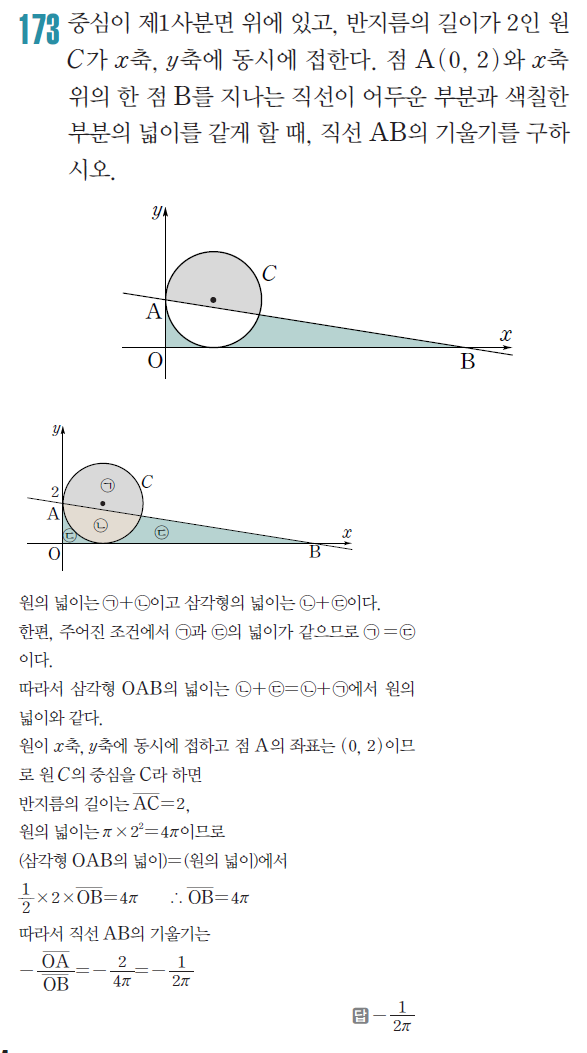 173 중심이 제1사분면 위에 있고, 반지름의 길이가 2인 원
C가 x축, y축에 동시에 접한다. 점 A(0, 2)와 x축
위의 한 점 B를 지나는 직선이 어두운 부분과 색칠한
부분의 넓이를 같게 할 때, 직선 AB의 기울기를 구하
시오.
y
C
A
x
O
B
y
2
㉠
C
A
㉡
㉢
㉢
x
O
B
원의 넓이는 ㉠+㉡이고 삼각형의 넓이는 ㉡+㉢이다.
한편, 주어진 조건에서 ㉠과 ㉢의 넓이가 같으므로 ㉠=㉢
이다.
따라서 삼각형 OAB의 넓이는 ㉡+㉢=㉡+㉠에서 원의
넓이와 같다.
원이 x축, y축에 동시에 접하고 점 A의 좌표는 (0, 2)이므
로 원 C의 중심을 C라 하면
반지름의 길이는 A̅C̅=2,
원의 넓이는 π×2²=4π이므로
(삼각형 OAB의 넓이)=(원의 넓이)에서
1/2×2×O̅B̅=4π ∴ O̅B̅=4π
따라서 직선 AB의 기울기는
-O̅A̅/O̅B̅=-2/4π=-1/2π
답 -1/2π